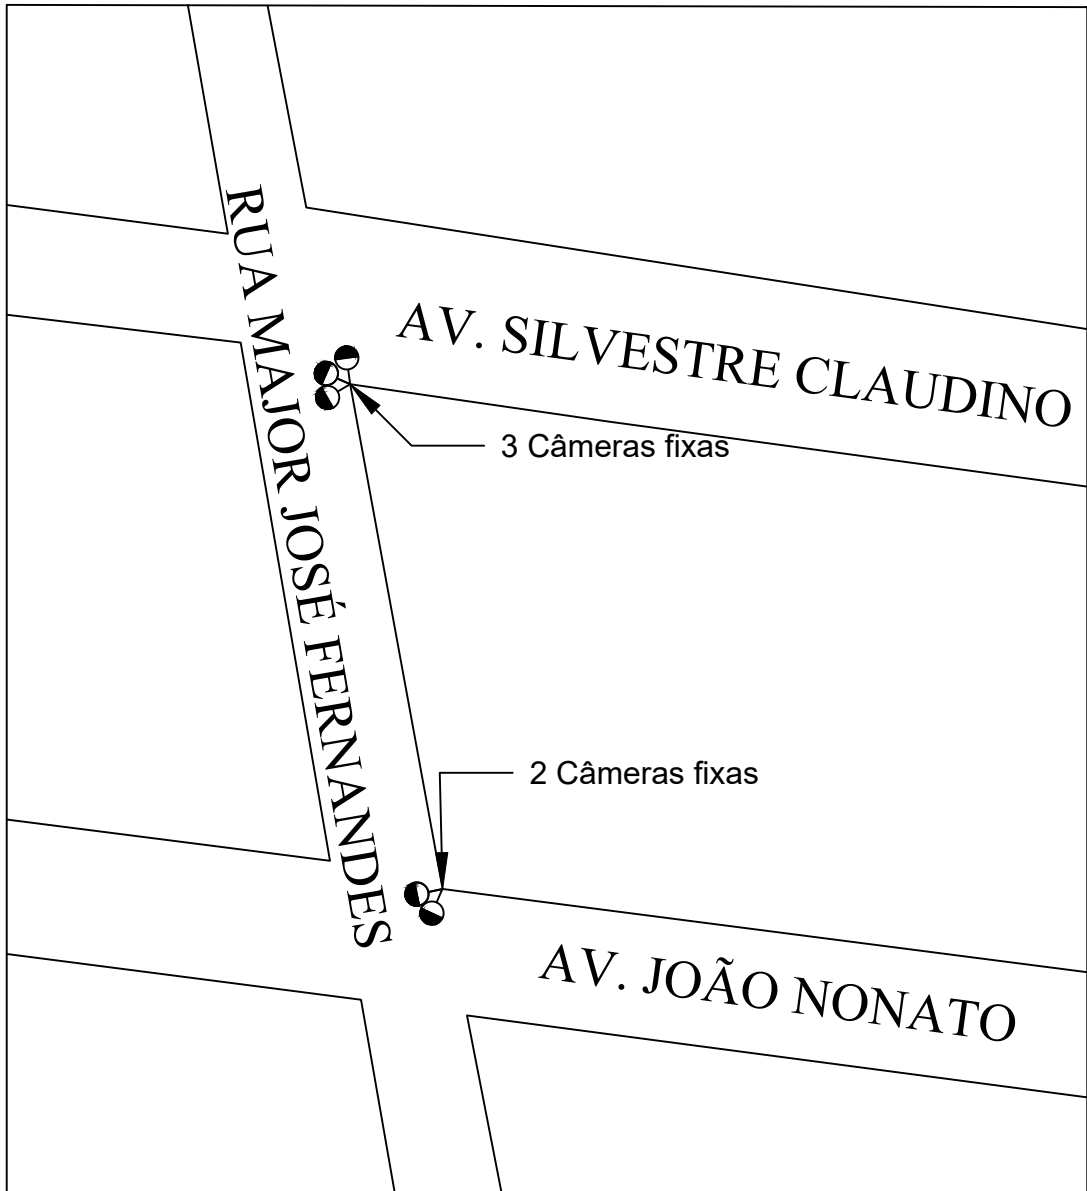 RUA MAJOR JOSÉ FERNANDES
AV. SILVESTRE CLAUDINO
3 Câmeras fixas
2 Câmeras fixas
AV. JOÃO NONATO